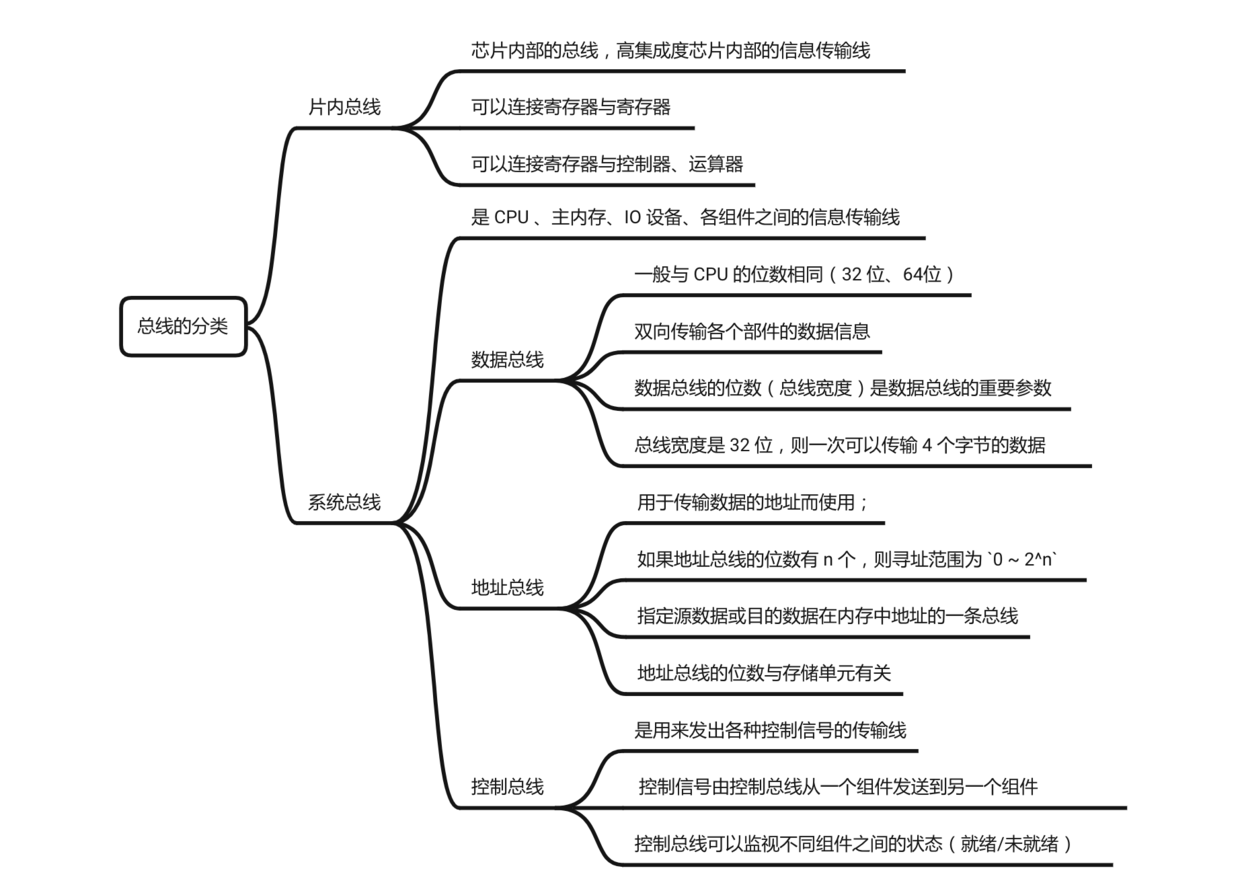 总线的分类
片内总线
芯片内部的总线，高集成度芯片内部的信息传输线
可以连接寄存器与寄存器
可以连接寄存器与控制器、运算器
系统总线
是 CPU 、主内存、IO 设备、各组件之间的信息传输线
数据总线
一般与 CPU 的位数相同（32 位、64位）
双向传输各个部件的数据信息
数据总线的位数（总线宽度）是数据总线的重要参数
总线宽度是 32 位，则一次可以传输 4 个字节的数据
地址总线
用于传输数据的地址而使用；
如果地址总线的位数有 n 个，则寻址范围为 `0 ~ 2^n`
指定源数据或目的数据在内存中地址的一条总线
地址总线的位数与存储单元有关
控制总线
是用来发出各种控制信号的传输线
控制信号由控制总线从一个组件发送到另一个组件
控制总线可以监视不同组件之间的状态（就绪/未就绪）